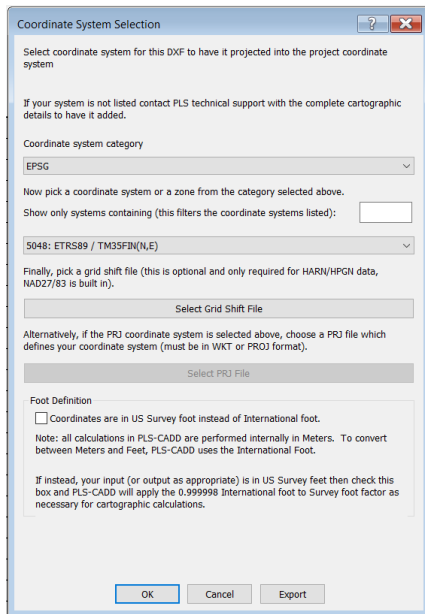 Coordinate System Selection
?
Select coordinate system for this DXF to have it projected into the project coordinate
system
If your system is not listed contact PLS technical support with the complete cartographic
details to have it added.
Coordinate system category
EPSG
Now pick a coordinate system or a zone from the category selected above.
Show only systems containing (this filters the coordinate systems listed):
5048: ETRS89 / TM35FIN(N,E)
Finally, pick a grid shift file (this is optional and only required for HARN/HPGN data,
NAD27/83 is built in).
Select Grid Shift File
Alternatively, if the PRJ coordinate system is selected above, choose a PRJ file which
defines your coordinate system (must be in WKT or PROJ format).
Select PRJ File
Foot Definition
Coordinates are in US Survey foot instead of International foot.
Note: all calculations in PLS-CADD are performed internally in Meters. To convert
between Meters and Feet, PLS-CADD uses the International Foot.
If instead, your input (or output as appropriate) is in US Survey feet then check this
box and PLS-CADD will apply the 0.999998 International foot to Survey foot factor as
necessary for cartographic calculations.
OK Cancel Export